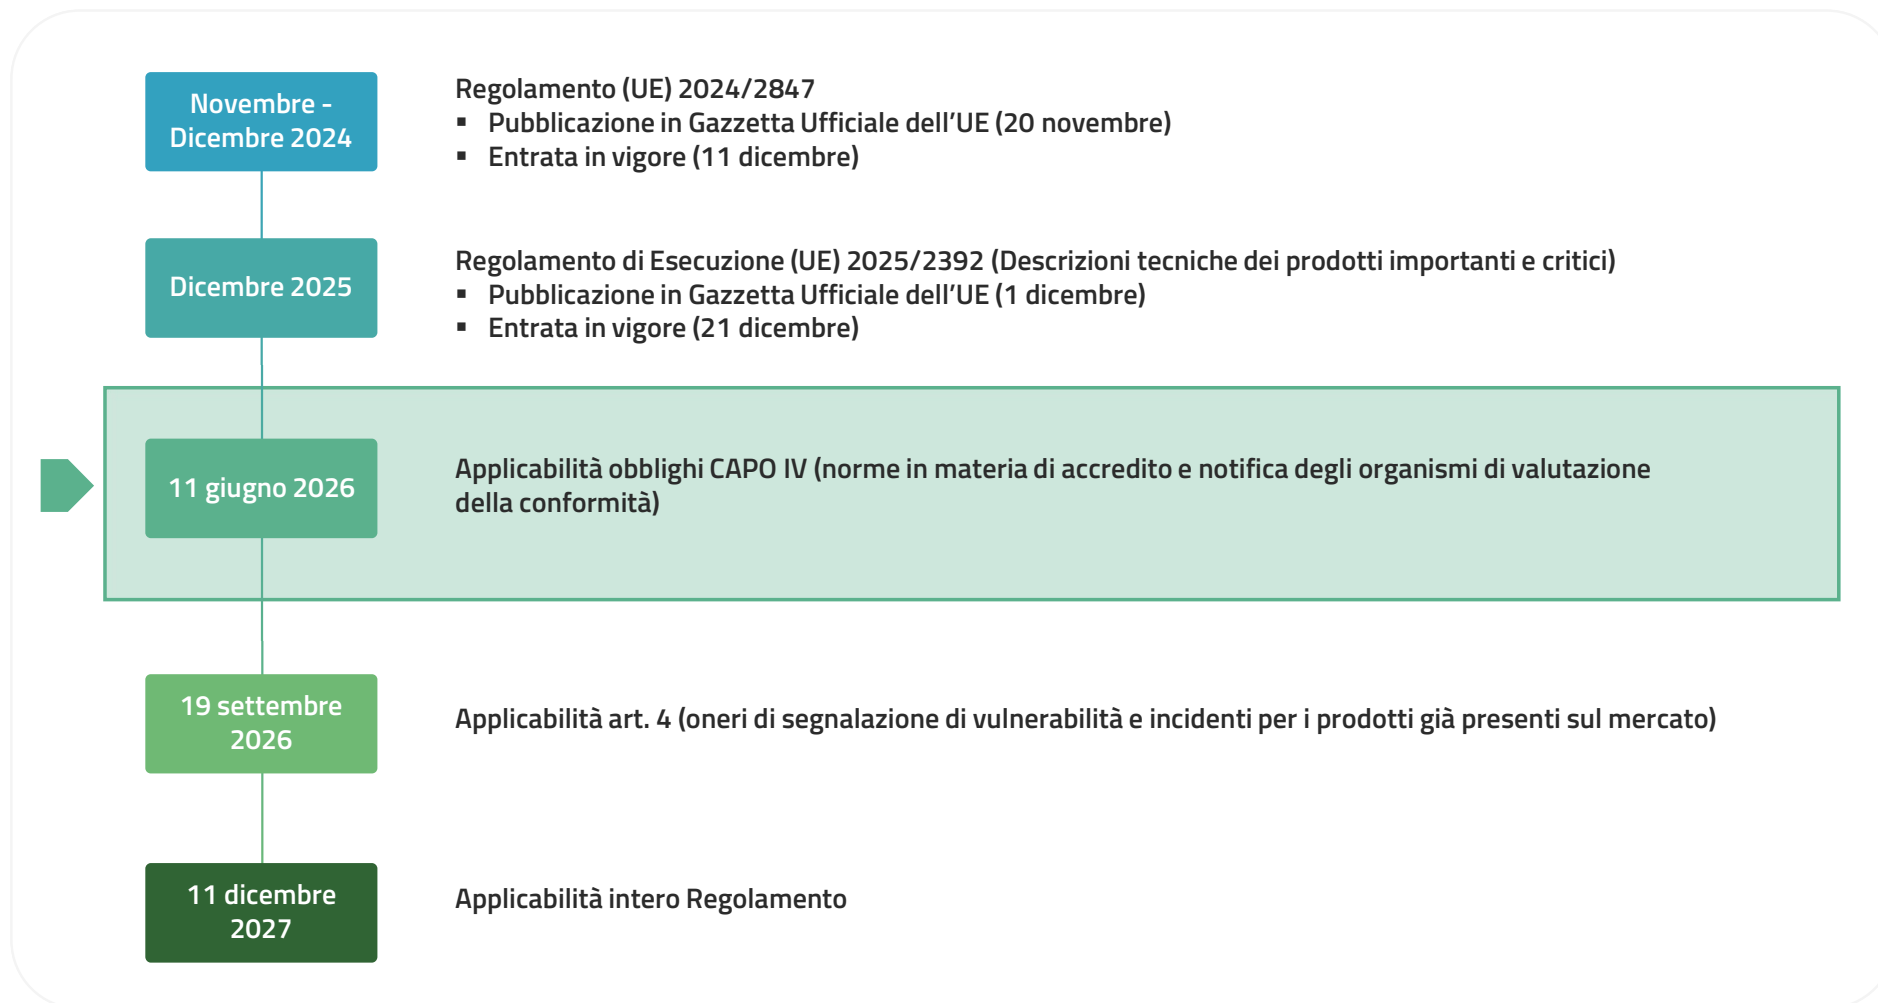 Novembre -
Dicembre 2024
Regolamento (UE) 2024/2847
▪ Pubblicazione in Gazzetta Ufficiale dell’UE (20 novembre)
▪ Entrata in vigore (11 dicembre)
Dicembre 2025
Regolamento di Esecuzione (UE) 2025/2392 (Descrizioni tecniche dei prodotti importanti e critici)
▪ Pubblicazione in Gazzetta Ufficiale dell’UE (1 dicembre)
▪ Entrata in vigore (21 dicembre)
11 giugno 2026
Applicabilità obblighi CAPO IV (norme in materia di accredito e notifica degli organismi di valutazione
della conformità)
19 settembre
2026
Applicabilità art. 4 (oneri di segnalazione di vulnerabilità e incidenti per i prodotti già presenti sul mercato)
11 dicembre
2027
Applicabilità intero Regolamento